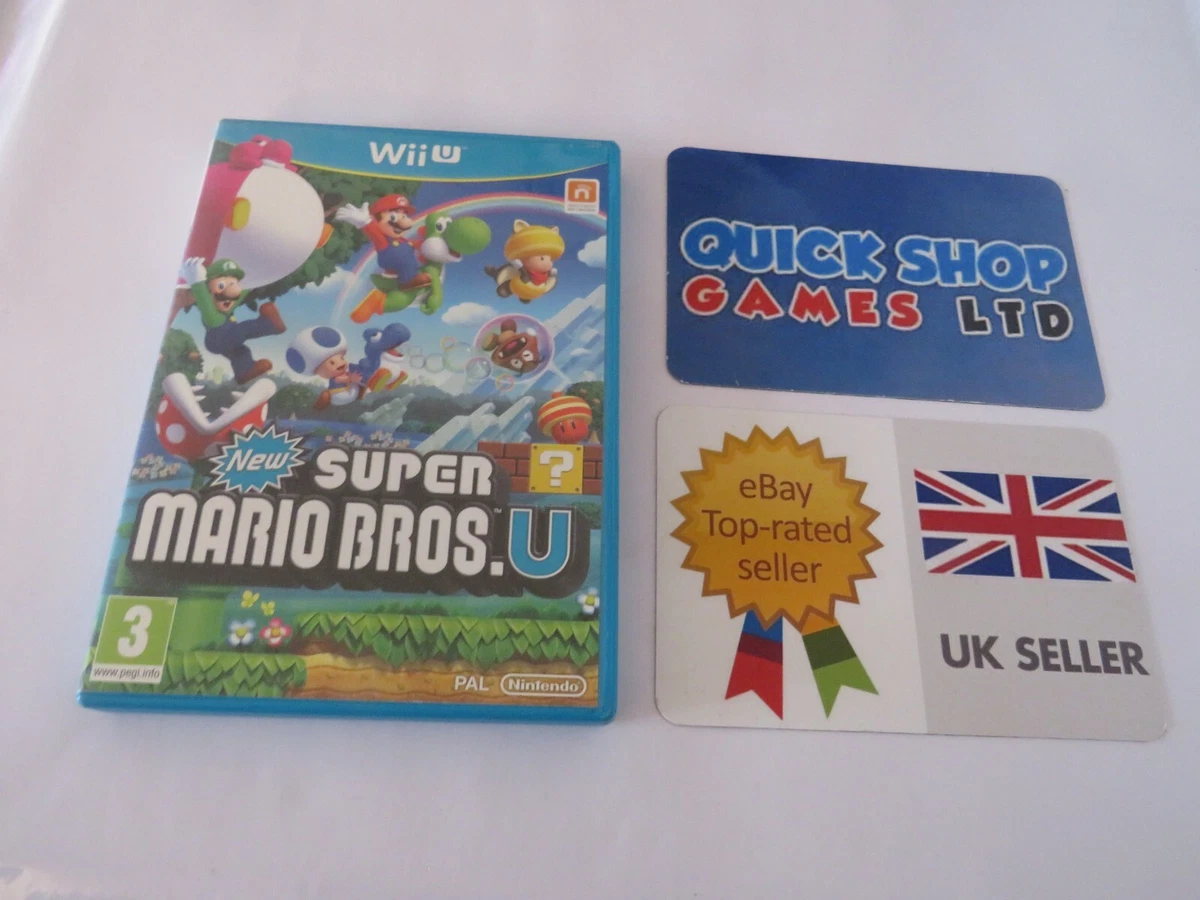 Wii U
New SUPER
MARIO BROS. U
?
3
www.pegi.info
PAL Nintendo
QUICK SHOP
GAMES LTD
eBay
Top-rated
seller
UK SELLER